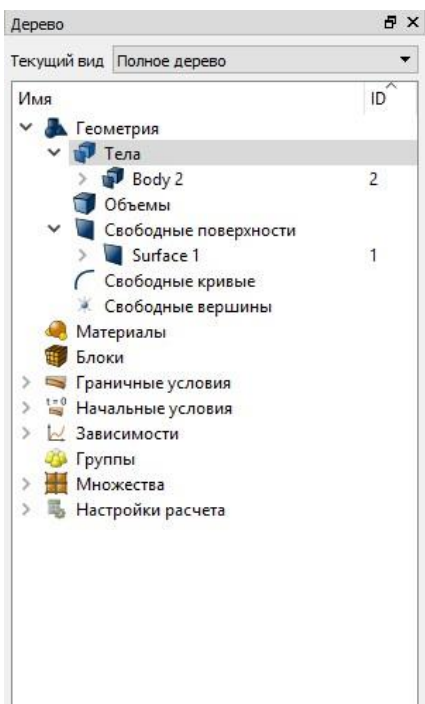 Дерево
Текущий вид Полное дерево
Имя ID
Геометрия
Тела
Body 2 2
Объемы
Свободные поверхности
Surface 1 1
Свободные кривые
Свободные вершины
Материалы
Блоки
Граничные условия
t=0 Начальные условия
Зависимости
Группы
Множества
Настройки расчета